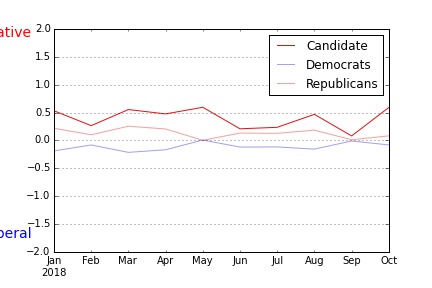 2.0
ative
Candidate
Democrats
Republicans
1.5
1.0
0.5
0.0
−0.5
−1.0
−1.5
beral
−2.0
Jan Feb Mar Apr May Jun Jul Aug Sep Oct
2018